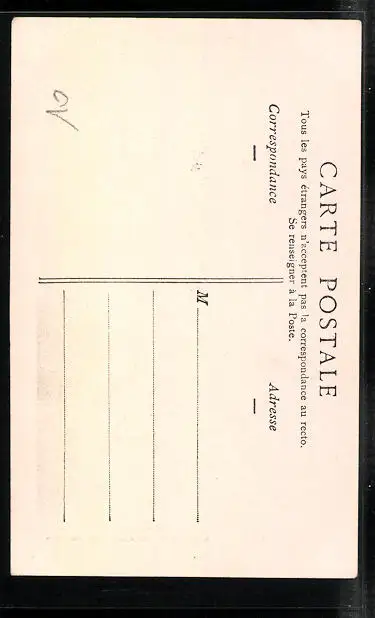 CARTE POSTALE
Tous les pays étrangers n'acceptent pas la correspondance au recto.
Se renseigner à la Poste.
Correspondance
Adresse
M